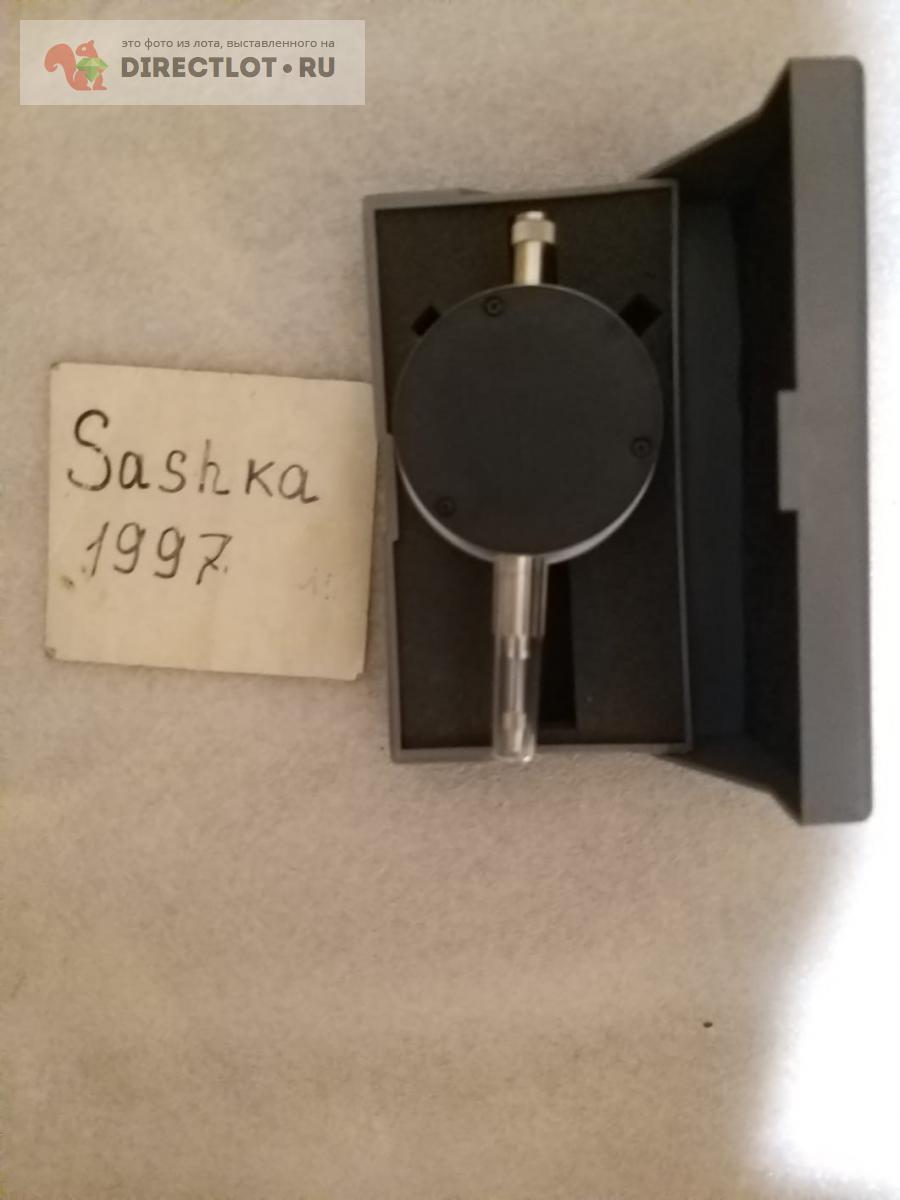 это фото из лота, выставленного на
DIRECTLOT•RU
Sashka
1997